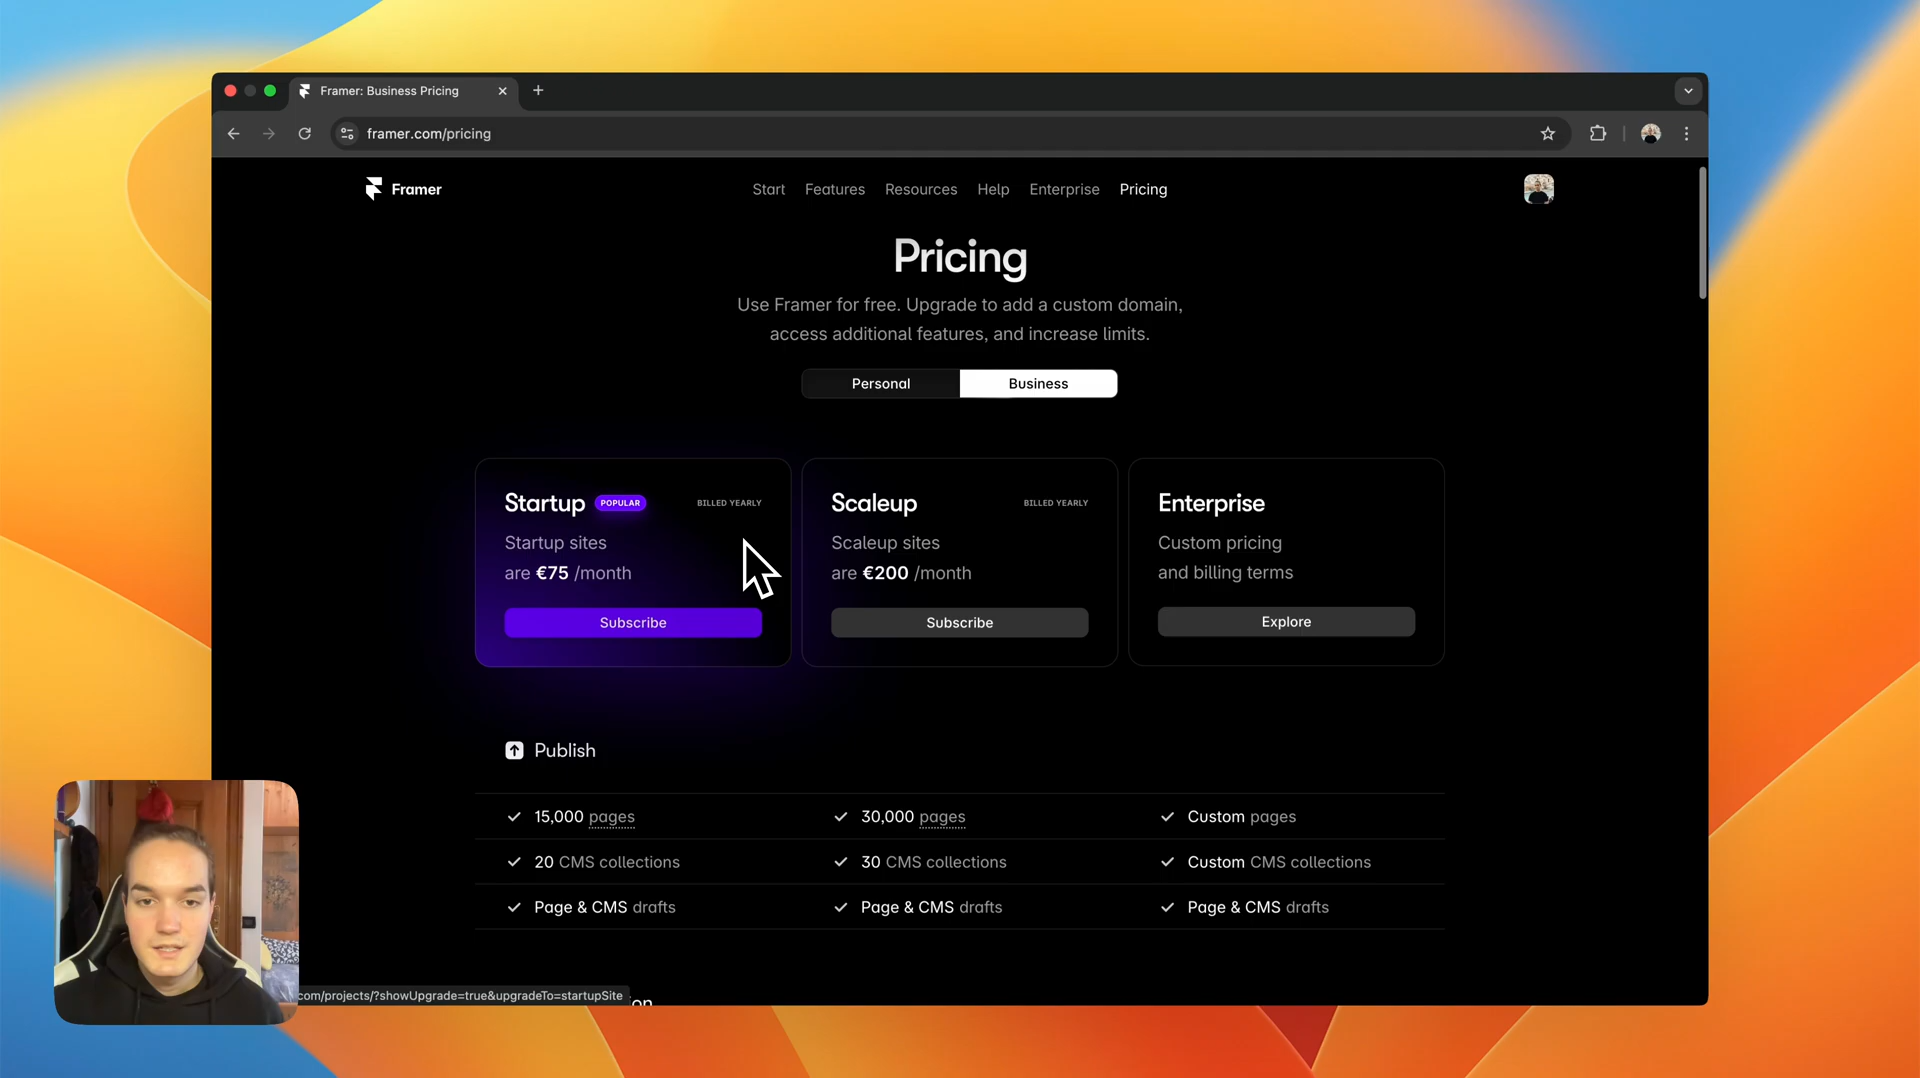 Framer: Business Pricing
framer.com/pricing
Framer
Start Features Resources Help Enterprise Pricing
Pricing
Use Framer for free. Upgrade to add a custom domain,
access additional features, and increase limits.
Personal Business
Startup POPULAR BILLED YEARLY
Startup sites
are €75 /month
Subscribe
Scaleup BILLED YEARLY
Scaleup sites
are €200 /month
Subscribe
Enterprise
Custom pricing
and billing terms
Explore
Publish
15,000 pages 30,000 pages Custom pages
20 CMS collections 30 CMS collections Custom CMS collections
Page & CMS drafts Page & CMS drafts Page & CMS drafts
com/projects/?showUpgrade=true&upgradeTo=startupSite